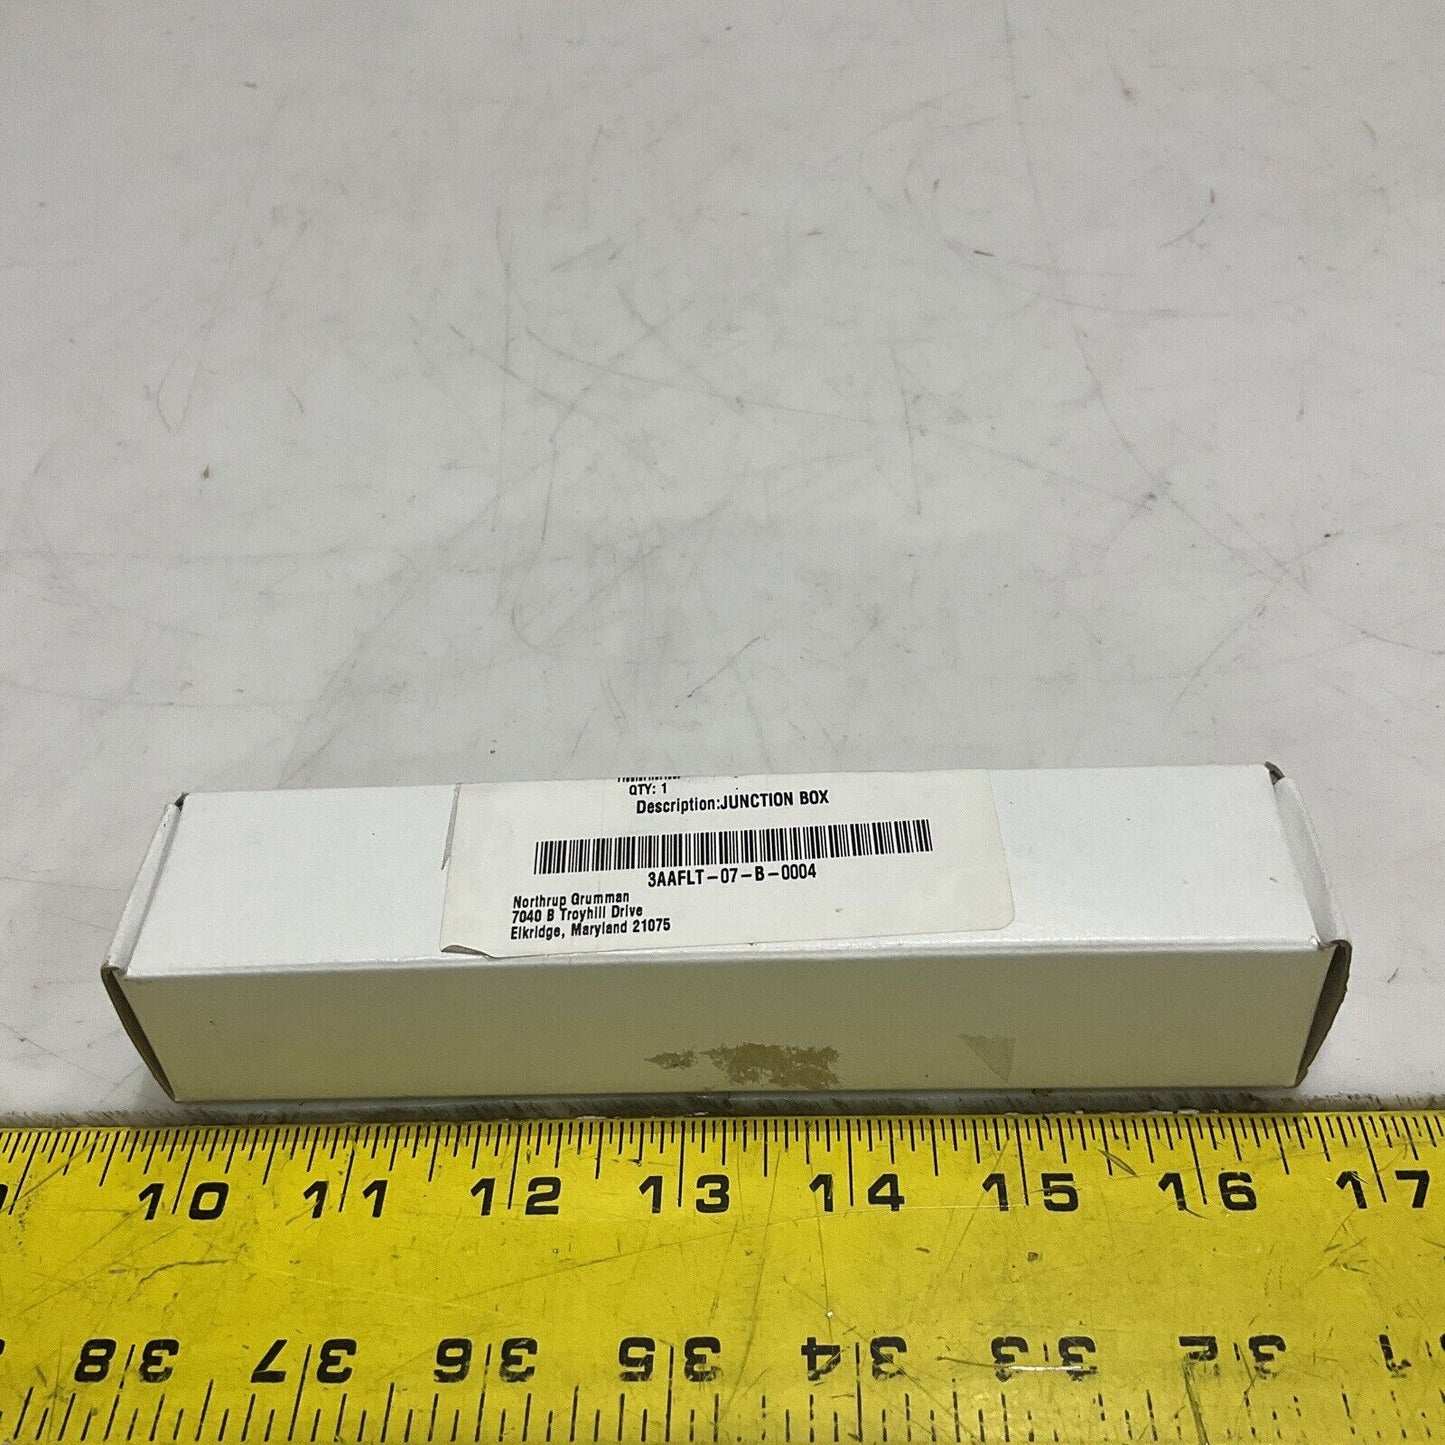 QTY: 1
Description:JUNCTION BOX
3AAFLT-07-B-0004
Northrup Grumman
7040 B Troyhill Drive
Elkridge, Maryland 21075
10 11 12 13 14 15 16 17
38 37 36 35 34 33 32